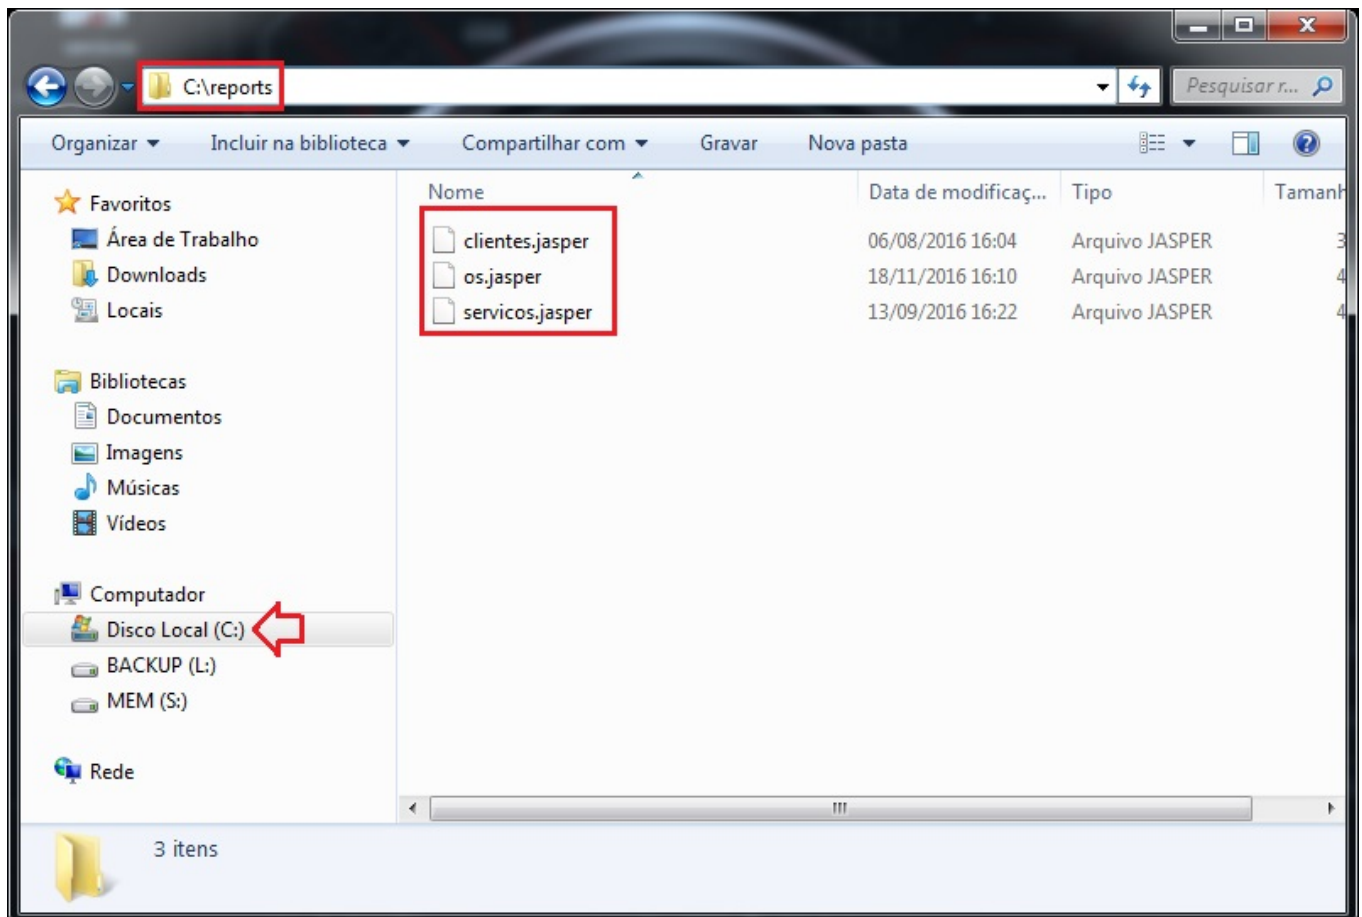 C:\reports
Pesquisar r...
Organizar Incluir na biblioteca Compartilhar com Gravar Nova pasta
Nome Data de modificaç... Tipo Tamanh
Favoritos
Área de Trabalho
Downloads
Locais
Bibliotecas
Documentos
Imagens
Músicas
Vídeos
Computador
Disco Local (C:)
BACKUP (L:)
MEM (S:)
Rede
clientes.jasper 06/08/2016 16:04 Arquivo JASPER 3
os.jasper 18/11/2016 16:10 Arquivo JASPER 4
servicos.jasper 13/09/2016 16:22 Arquivo JASPER 4
3 itens